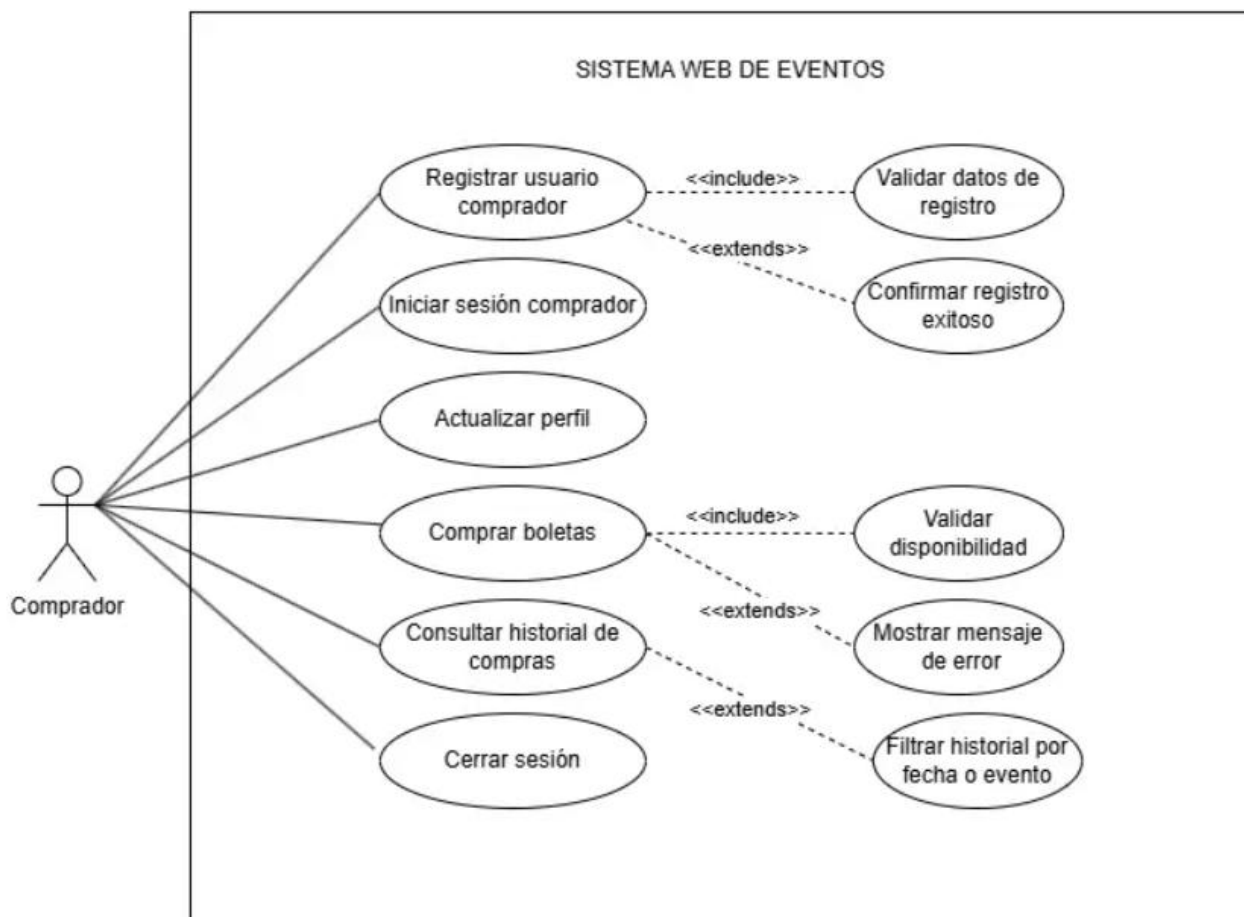 SISTEMA WEB DE EVENTOS
Registrar usuario
comprador
<<include>>
Validar datos de
registro
<<extends>>
Confirmar registro
exitoso
Iniciar sesión comprador
Actualizar perfil
Comprar boletas
<<include>>
Validar
disponibilidad
<<extends>>
Mostrar mensaje
de error
Comprador
Consultar historial de
compras
<<extends>>
Filtrar historial por
fecha o evento
Cerrar sesión